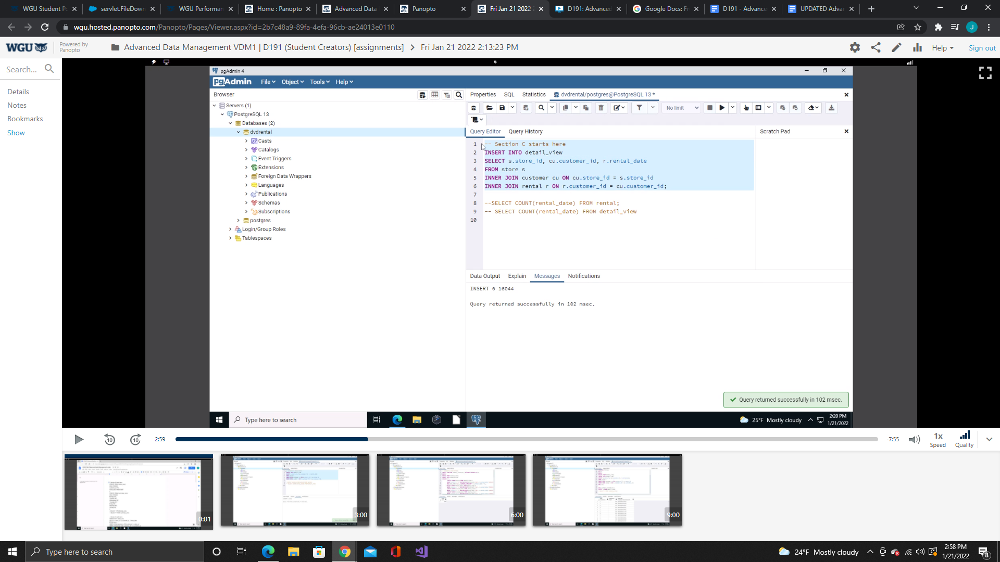 WGU Student Po
servlet.FileDown
WGU Performan
Home : Panopto
Advanced Data
Panopto
Fri Jan 21 2022
D191: Advanced
Google Docs: Fr
D191 - Advance
UPDATED Advan
wgu.hosted.panopto.com/Panopto/Pages/Viewer.aspx?id=2b7c48a9-89fa-4efa-96cb-ae24013e0110
J
WGU
Powered by
Panopto
Advanced Data Management VDM1 | D191 (Student Creators) [assignments] > Fri Jan 21 2022 2:13:23 PM
Help
Sign out
Search...
Details
Notes
Bookmarks
Show
pgAdmin 4
pgAdmin File Object Tools Help
Browser
Servers (1)
PostgreSQL 13
Databases (2)
dvdrental
Casts
Catalogs
Event Triggers
Extensions
Foreign Data Wrappers
Languages
Publications
Schemas
Subscriptions
postgres
Login/Group Roles
Tablespaces
Properties SQL Statistics dvdrental/postgres@PostgreSQL 13 *
No limit
Query Editor Query History
Scratch Pad
1 -- Section C starts here
2 INSERT INTO detail_view
3 SELECT s.store_id, cu.customer_id, r.rental_date
4 FROM store s
5 INNER JOIN customer cu ON cu.store_id = s.store_id
6 INNER JOIN rental r ON r.customer_id = cu.customer_id;
7
8 --SELECT COUNT(rental_date) FROM rental;
9 -- SELECT COUNT(rental_date) FROM detail_view
10
Data Output Explain Messages Notifications
INSERT 0 16044
Query returned successfully in 102 msec.
Query returned successfully in 102 msec.
Type here to search
25°F Mostly cloudy
2:20 PM
1/21/2022
10
10
2:59
-7:55
1x
Speed
Quality
0:01
3:00
6:00
9:00
Type here to search
24°F Mostly cloudy
2:58 PM
1/21/2022
8